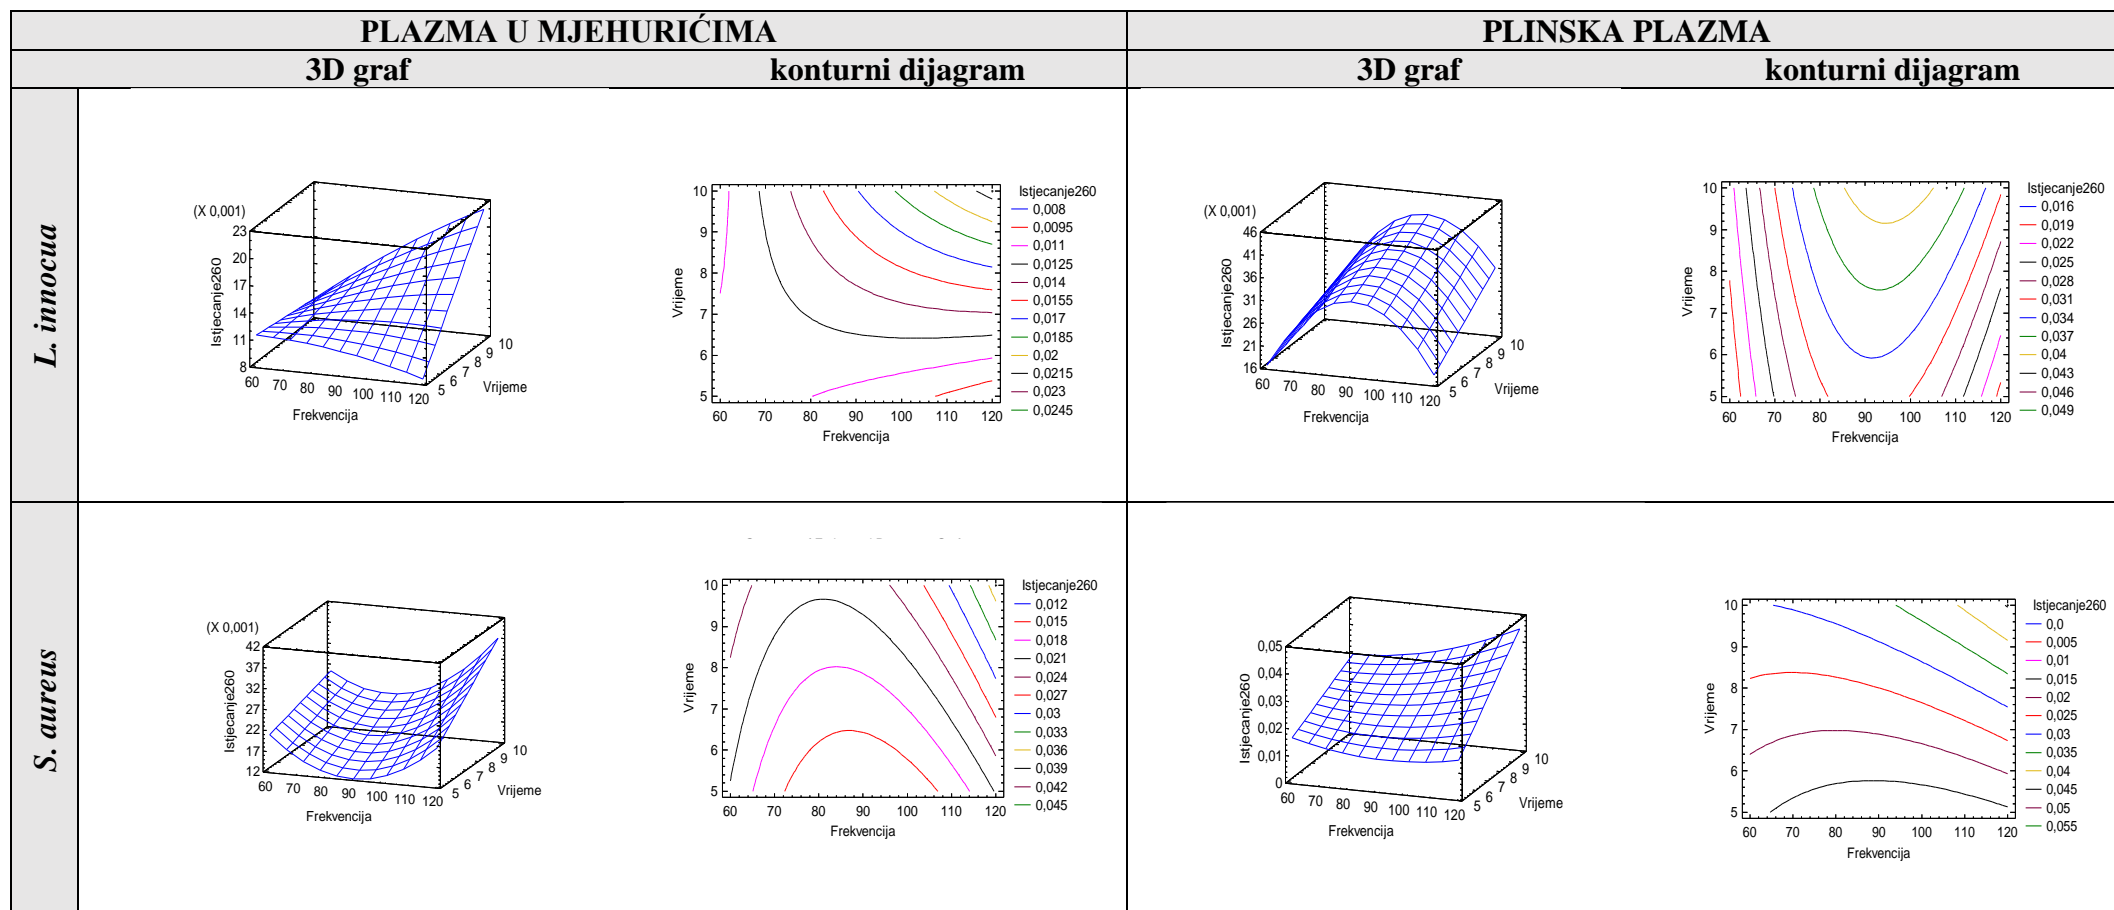 PLAZMA U MJEHURIĆIMA
PLINSKA PLAZMA
3D graf
konturni dijagram
3D graf
konturni dijagram
L. innocua
(X 0,001)
23
20
17
14
11
8
Istjecanje260
60 70 80 90 100 110 120
Frekvencija
5 6 7 8 9 10
Vrijeme
10
9
8
7
6
5
Vrijeme
60 70 80 90 100 110 120
Frekvencija
Istjecanje260
0,008
0,0095
0,011
0,0125
0,014
0,0155
0,017
0,0185
0,02
0,0215
0,023
0,0245
(X 0,001)
46
41
36
31
26
21
16
Istjecanje260
60 70 80 90 100 110 120
Frekvencija
5 6 7 8 9 10
Vrijeme
10
9
8
7
6
5
Vrijeme
60 70 80 90 100 110 120
Frekvencija
Istjecanje260
0,016
0,019
0,022
0,025
0,028
0,031
0,034
0,037
0,04
0,043
0,046
0,049
S. aureus
(X 0,001)
42
37
32
27
22
17
12
Istjecanje260
60 70 80 90 100 110 120
Frekvencija
5 6 7 8 9 10
Vrijeme
10
9
8
7
6
5
Vrijeme
60 70 80 90 100 110 120
Frekvencija
Istjecanje260
0,012
0,015
0,018
0,021
0,024
0,027
0,03
0,033
0,036
0,039
0,042
0,045
0,05
0,04
0,03
0,02
0,01
0
Istjecanje260
60 70 80 90 100 110 120
Frekvencija
5 6 7 8 9 10
Vrijeme
10
9
8
7
6
5
Vrijeme
60 70 80 90 100 110 120
Frekvencija
Istjecanje260
0,0
0,005
0,01
0,015
0,02
0,025
0,03
0,035
0,04
0,045
0,05
0,055